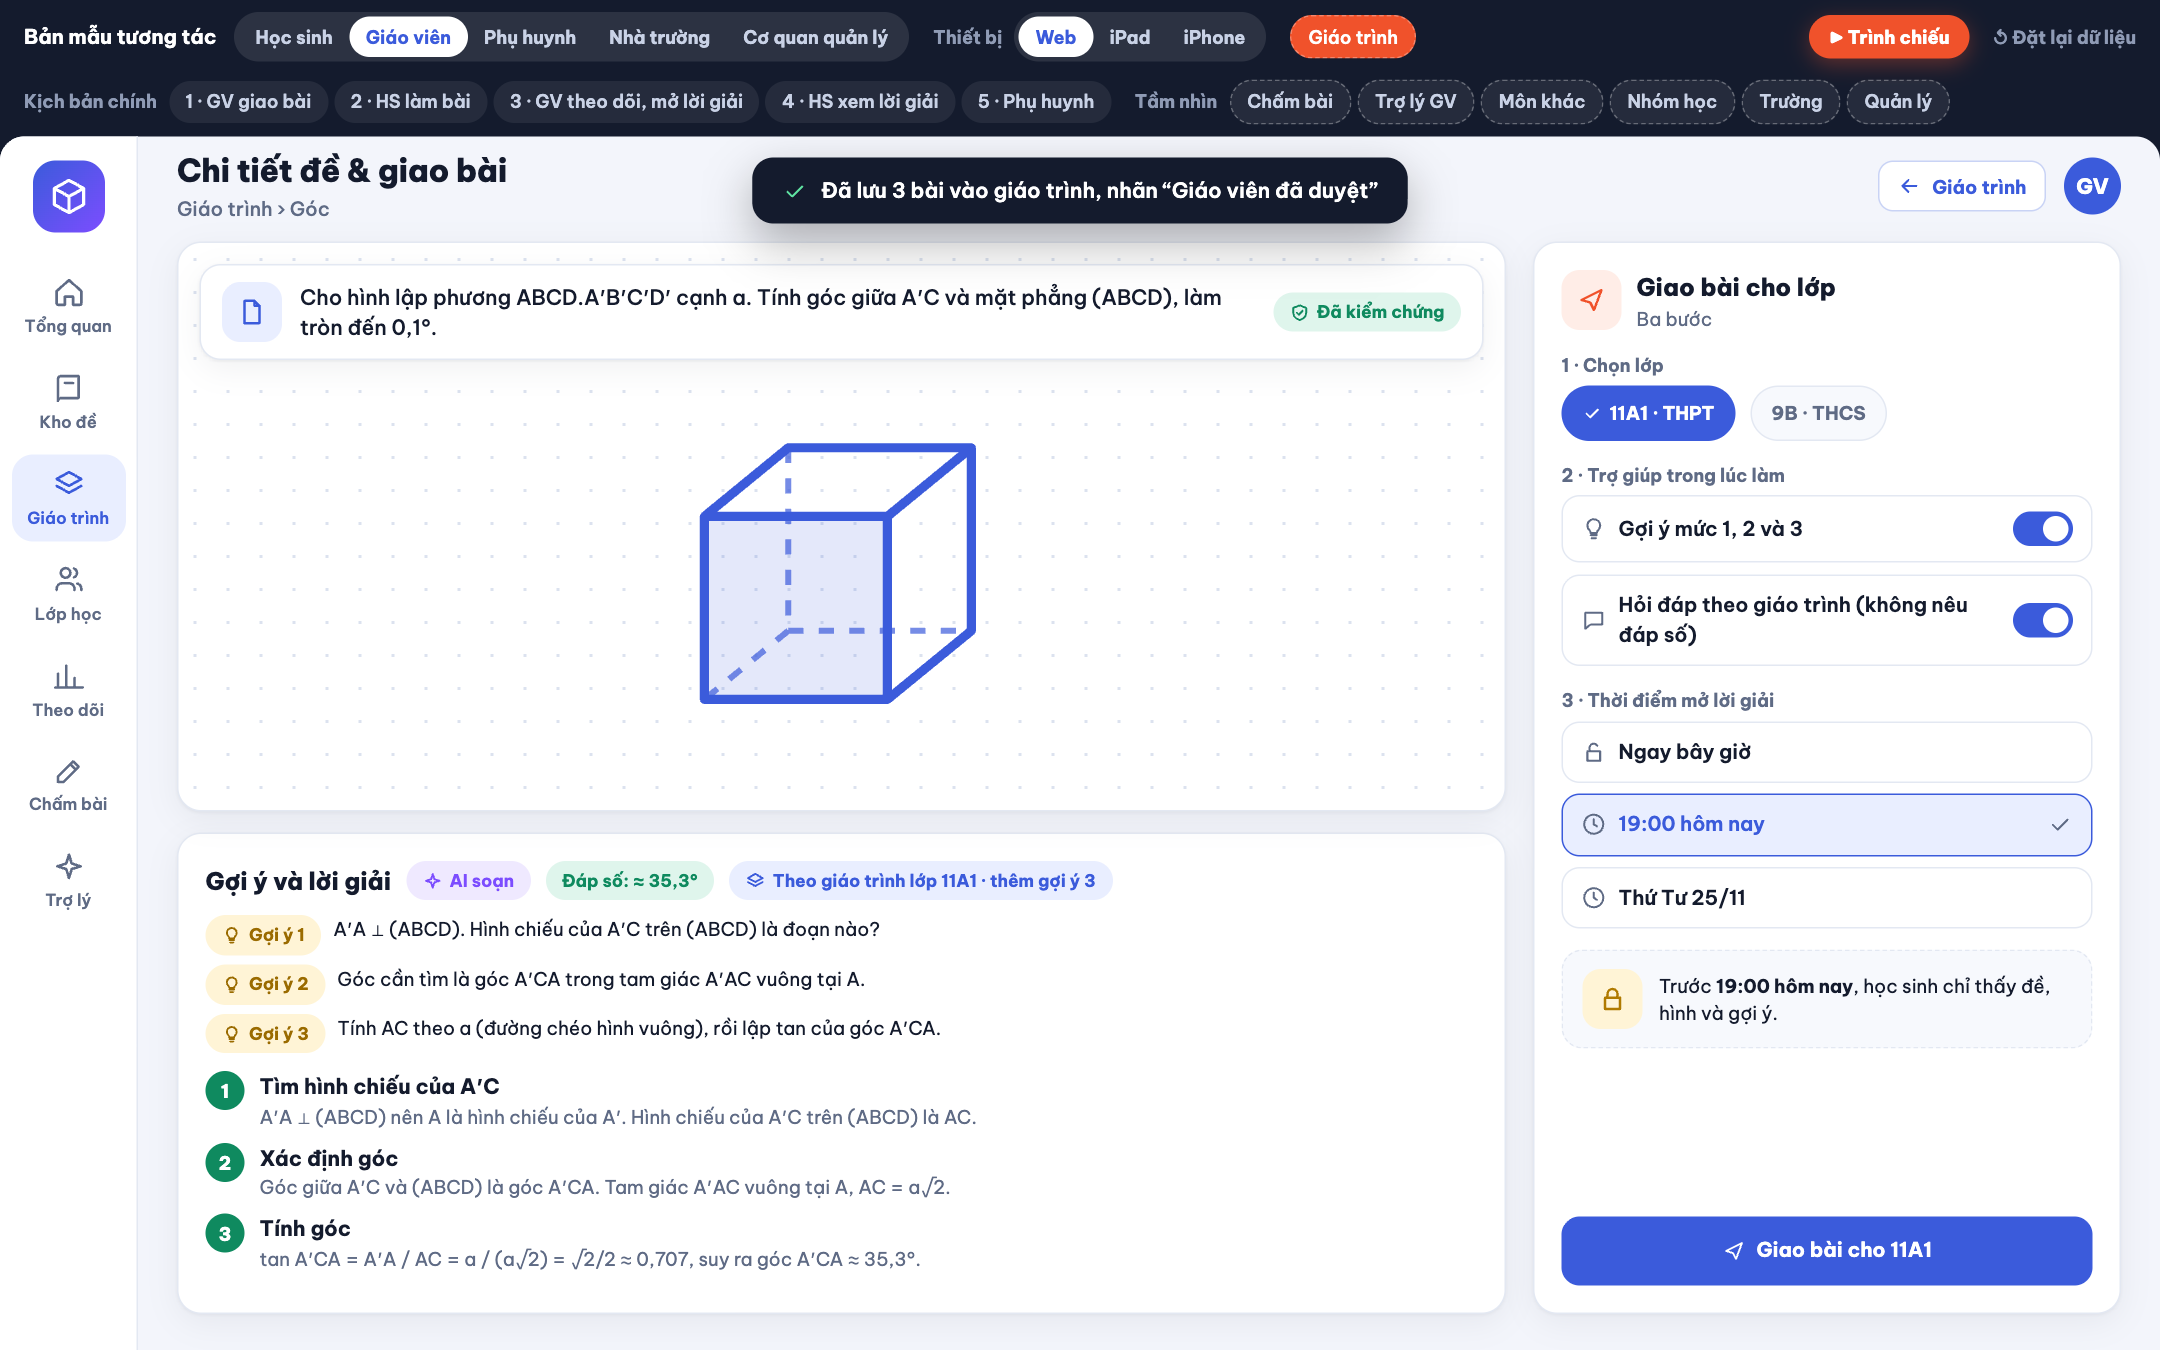 Bản mẫu tương tác
Học sinh
Giáo viên
Phụ huynh
Nhà trường
Cơ quan quản lý
Thiết bị
Web
iPad
iPhone
Giáo trình
Trình chiếu
Đặt lại dữ liệu
Kịch bản chính
1 · GV giao bài
2 · HS làm bài
3 · GV theo dõi, mở lời giải
4 · HS xem lời giải
5 · Phụ huynh
Tầm nhìn
Chấm bài
Trợ lý GV
Môn khác
Nhóm học
Trường
Quản lý
Tổng quan
Kho đề
Giáo trình
Lớp học
Theo dõi
Chấm bài
Trợ lý
Chi tiết đề & giao bài
Giáo trình › Góc
Đã lưu 3 bài vào giáo trình, nhãn “Giáo viên đã duyệt”
← Giáo trình
GV
Cho hình lập phương ABCD.A′B′C′D′ cạnh a. Tính góc giữa A′C và mặt phẳng (ABCD), làm
tròn đến 0,1°.
Đã kiểm chứng
Gợi ý và lời giải
AI soạn
Đáp số: ≈ 35,3°
Theo giáo trình lớp 11A1 · thêm gợi ý 3
Gợi ý 1
A′A ⊥ (ABCD). Hình chiếu của A′C trên (ABCD) là đoạn nào?
Gợi ý 2
Góc cần tìm là góc A′CA trong tam giác A′AC vuông tại A.
Gợi ý 3
Tính AC theo a (đường chéo hình vuông), rồi lập tan của góc A′CA.
1
Tìm hình chiếu của A′C
A′A ⊥ (ABCD) nên A là hình chiếu của A′. Hình chiếu của A′C trên (ABCD) là AC.
2
Xác định góc
Góc giữa A′C và (ABCD) là góc A′CA. Tam giác A′AC vuông tại A, AC = a√2.
3
Tính góc
tan A′CA = A′A / AC = a / (a√2) = √2/2 ≈ 0,707, suy ra góc A′CA ≈ 35,3°.
Giao bài cho lớp
Ba bước
1 · Chọn lớp
11A1 · THPT
9B · THCS
2 · Trợ giúp trong lúc làm
Gợi ý mức 1, 2 và 3
Hỏi đáp theo giáo trình (không nêu
đáp số)
3 · Thời điểm mở lời giải
Ngay bây giờ
19:00 hôm nay
Thứ Tư 25/11
Trước 19:00 hôm nay, học sinh chỉ thấy đề,
hình và gợi ý.
Giao bài cho 11A1